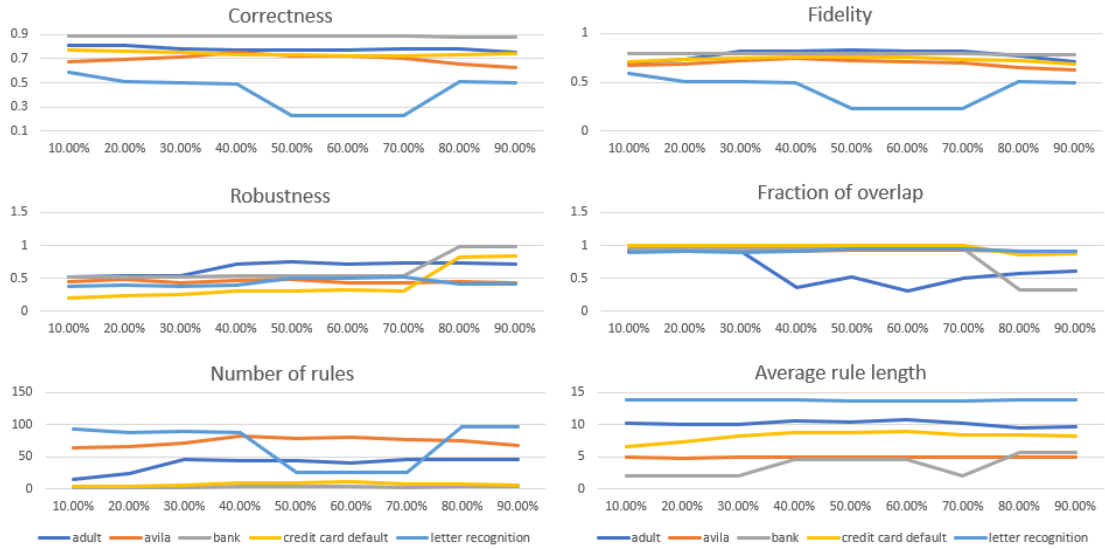 Correctness
0.9
0.7
0.5
0.3
0.1
10.00% 20.00% 30.00% 40.00% 50.00% 60.00% 70.00% 80.00% 90.00%
Fidelity
1
0.5
0
10.00% 20.00% 30.00% 40.00% 50.00% 60.00% 70.00% 80.00% 90.00%
Robustness
1.5
1
0.5
0
10.00% 20.00% 30.00% 40.00% 50.00% 60.00% 70.00% 80.00% 90.00%
Fraction of overlap
1.5
1
0.5
0
10.00% 20.00% 30.00% 40.00% 50.00% 60.00% 70.00% 80.00% 90.00%
Number of rules
150
100
50
0
10.00% 20.00% 30.00% 40.00% 50.00% 60.00% 70.00% 80.00% 90.00%
adult avila bank credit card default letter recognition
Average rule length
15
10
5
0
10.00% 20.00% 30.00% 40.00% 50.00% 60.00% 70.00% 80.00% 90.00%
adult avila bank credit card default letter recognition